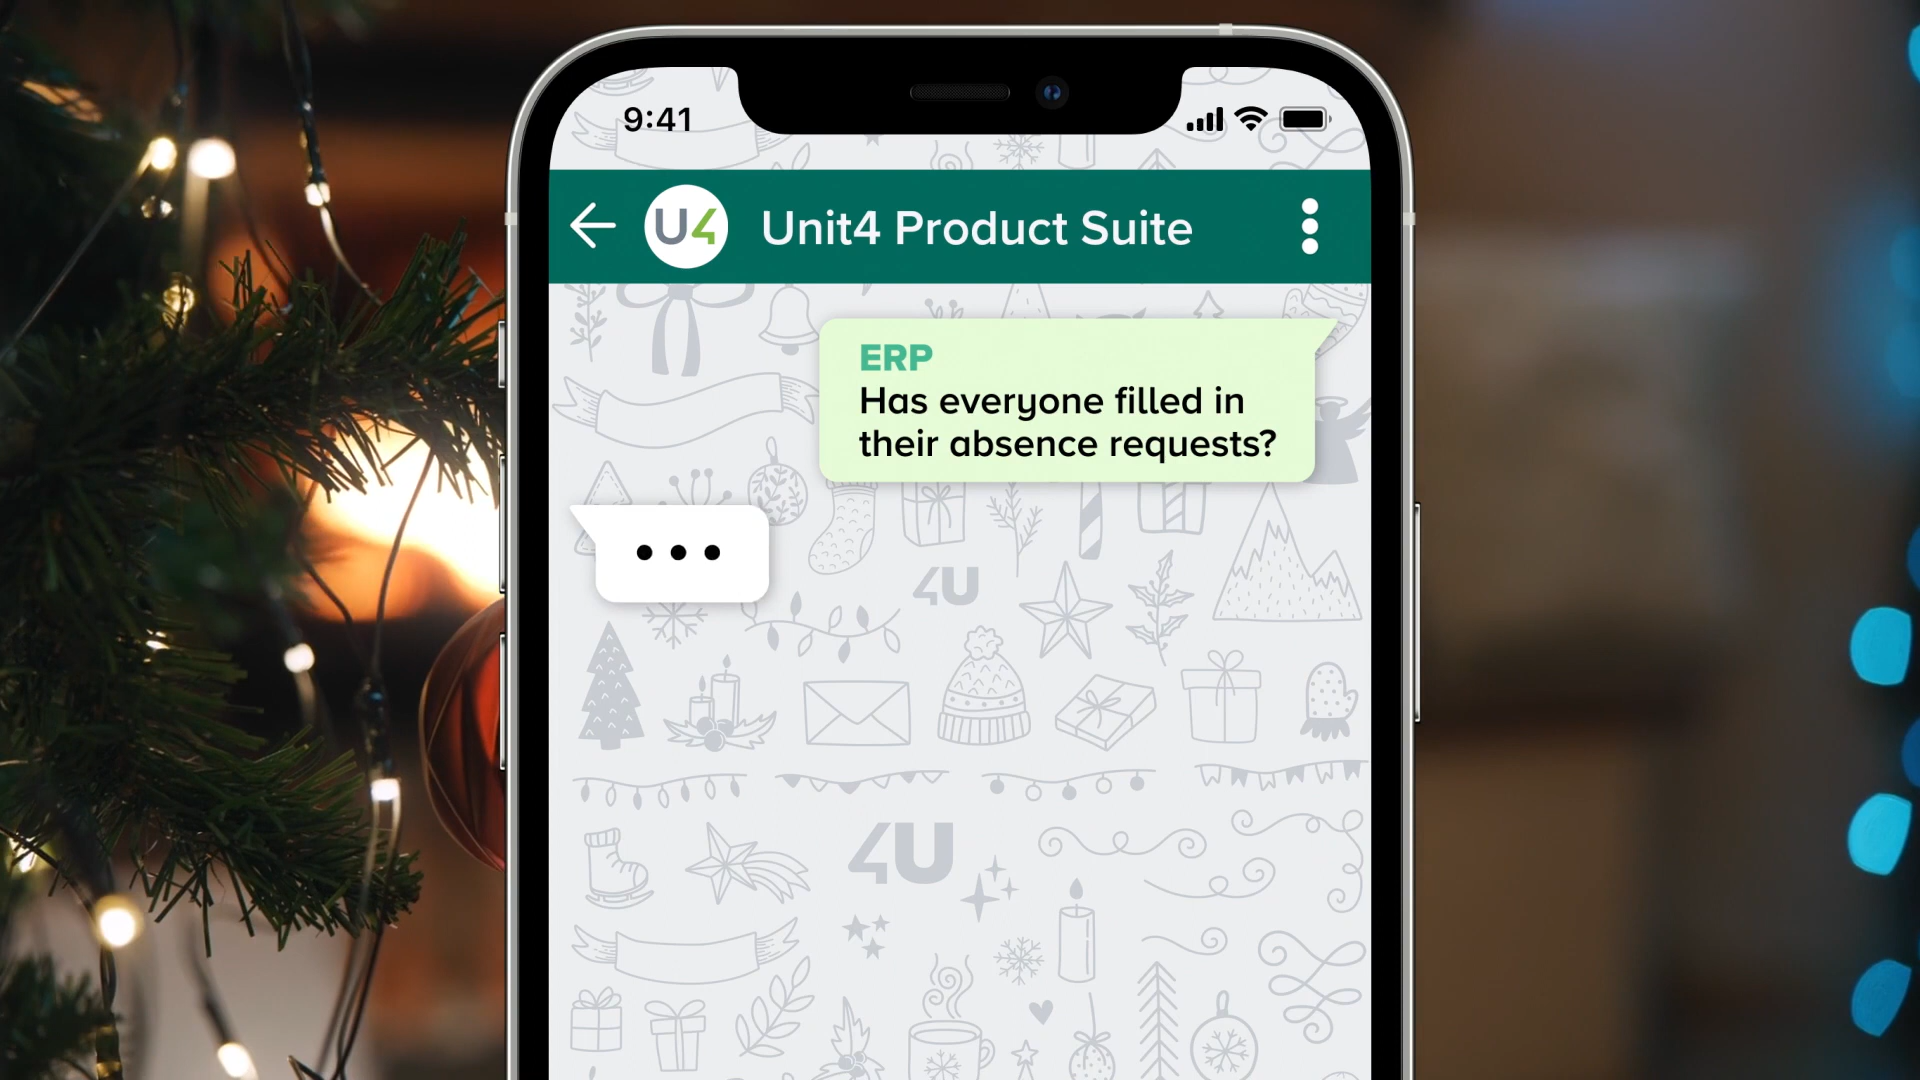 9:41
U4 Unit4 Product Suite
ERP
Has everyone filled in
their absence requests?
4U
4U